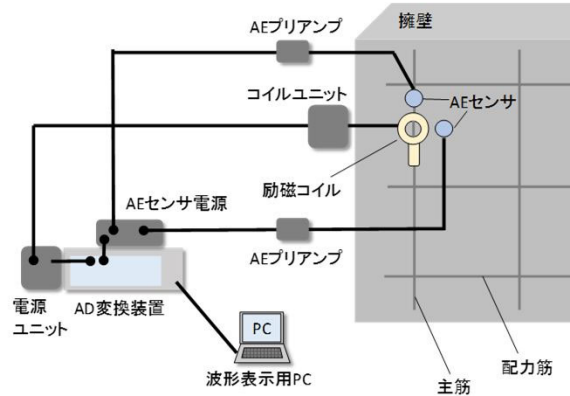 AEプリアンプ
擁壁
コイルユニット
AEセンサ
励磁コイル
AEセンサ電源
AEプリアンプ
電源
ユニット
AD変換装置
PC
波形表示用PC
配力筋
主筋